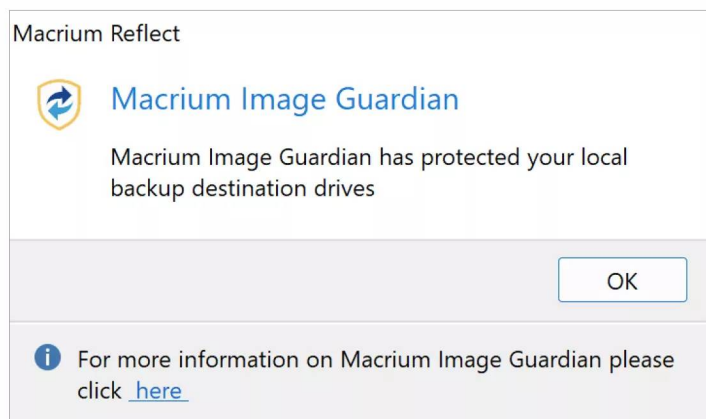 Macrium Reflect
Macrium Image Guardian
Macrium Image Guardian has protected your local
backup destination drives
OK
For more information on Macrium Image Guardian please
click here